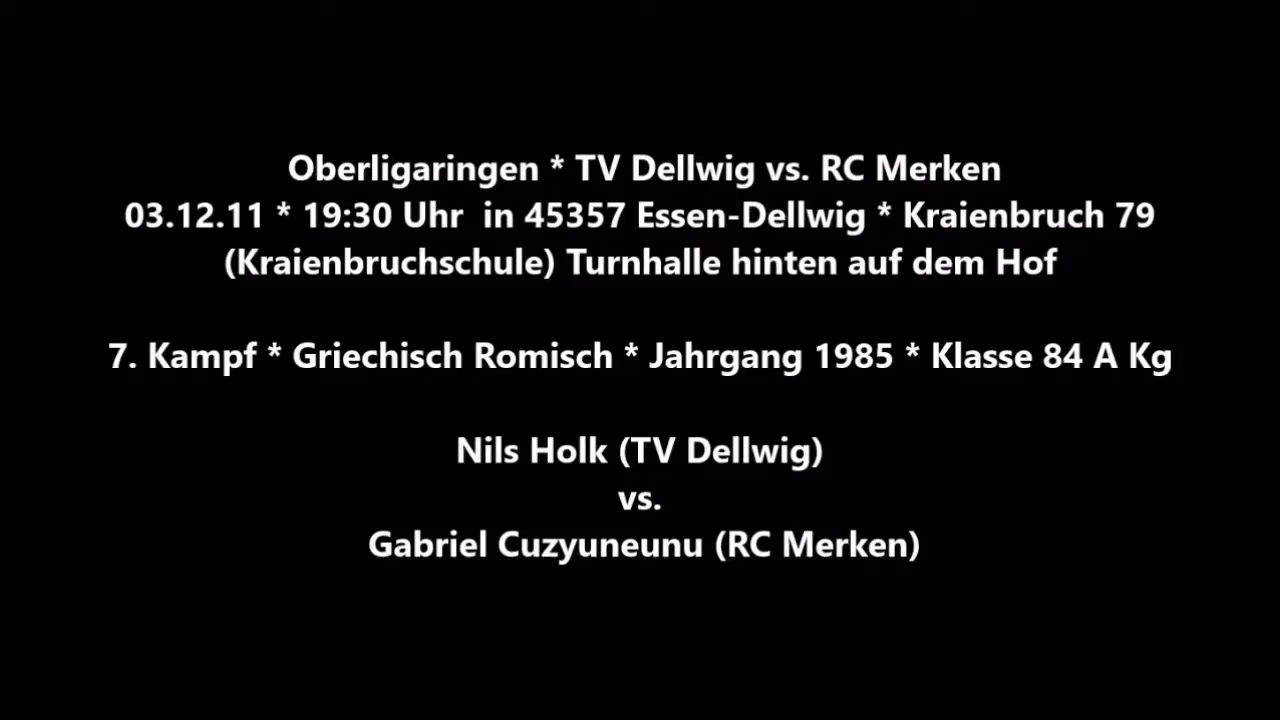 Oberligaringen * TV Dellwig vs. RC Merken
03.12.11 * 19:30 Uhr  in 45357 Essen-Dellwig * Kraienbruch 79
(Kraienbruchschule) Turnhalle hinten auf dem Hof
7. Kampf * Griechisch Romisch * Jahrgang 1985 * Klasse 84 A Kg
Nils Holk (TV Dellwig)
vs.
Gabriel Cuzyuneunu (RC Merken)